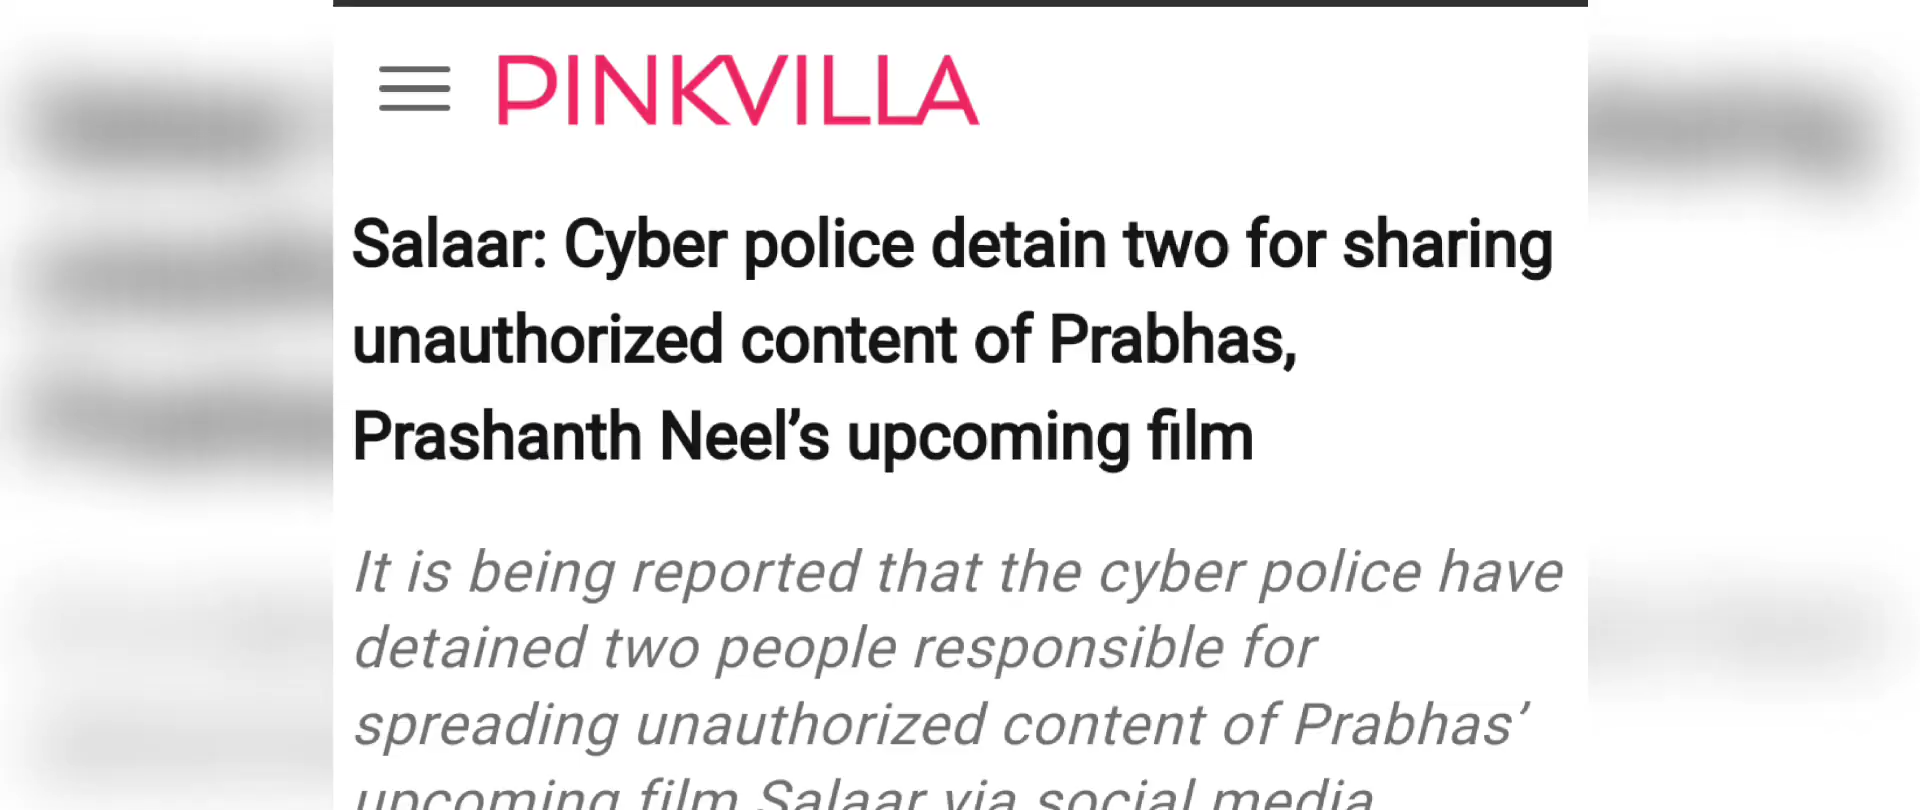 PINKVILLA
Salaar: Cyber police detain two for sharing
unauthorized content of Prabhas,
Prashanth Neel’s upcoming film
It is being reported that the cyber police have
detained two people responsible for
spreading unauthorized content of Prabhas’
upcoming film Salaar via social media